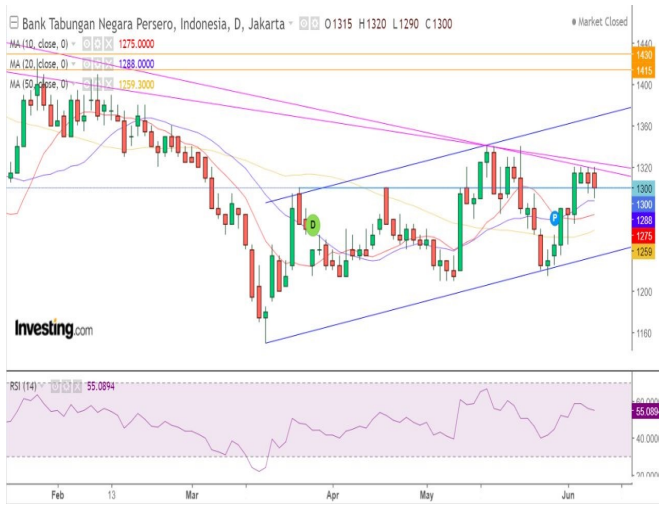 Bank Tabungan Negara Persero, Indonesia, D, Jakarta O1315 H1320 L1290 C1300 Market Closed
MA (10, close, 0) 1275.0000
MA (20, close, 0) 1288.0000
MA (50, close, 0) 1259.3000
1440
1430
1415
1400
1360
1320
1300
1300
1288
1275
1259
1200
1160
D
P
Investing.com
RSI (14) 55.0894
60.0000
55.0894
40.0000
20.0000
Feb 13 Mar Apr May Jun